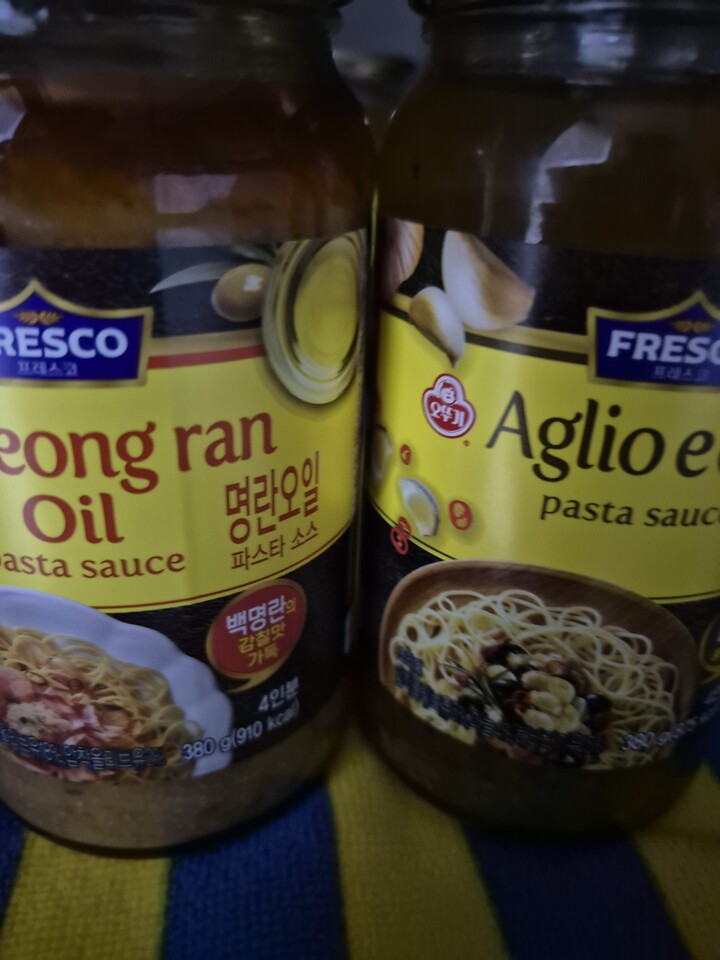 RESCO
프레스코
eong ran
Oil
pasta sauce
명란오일
파스타 소스
백명란의
감칠맛
가득
4인분
380 g(910 kcal)
FRESC
프레스코
오뚜기
Aglio e
pasta sauc
380 g